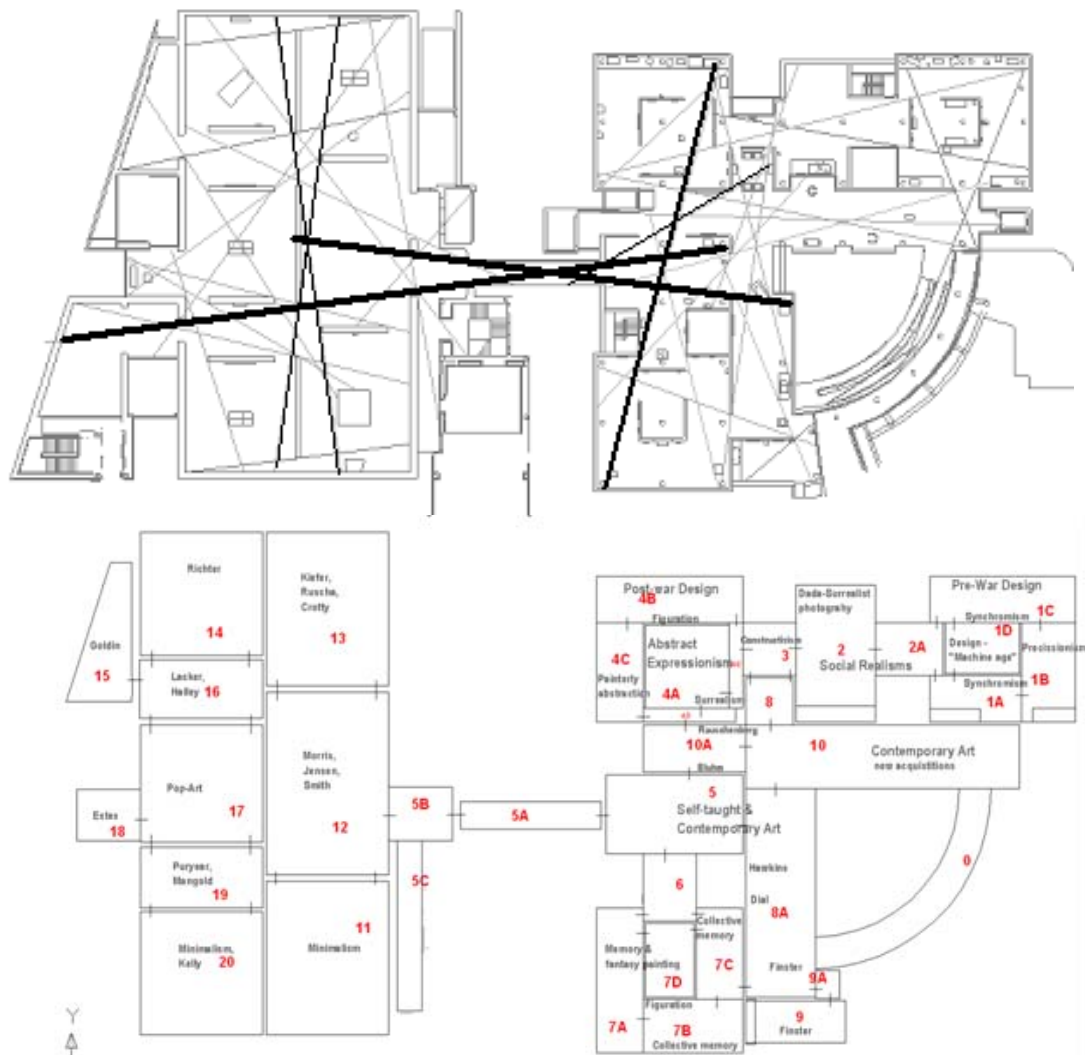 Richter
14
Kiefer,
Ruscha,
Crotty
13
Goldin
15
Lasker,
Halley
16
Pop-Art
17
Estes
18
Morris,
Jensen,
Smith
12
5B
5A
5C
Puryear,
Mangold
19
Minimalism,
Kelly
20
11
Minimalism
Y
Post-war Design
4B
Figuration
4C
Painterly
abstraction
Abstract
Expressionism
4A
Surrealism
Constructivism
3
Dada-Surrealist
photography
2
Social Realisms
2A
Pre-War Design
1C
Synchromism
1D
Design -
"Machine age"
Precissionism
1B
Synchromism
1A
8
Rauschenberg
10A
Bluhm
10
Contemporary Art
new acquistitions
5
Self-taught &
Contemporary Art
0
6
Hawkins
Dial
8A
Finster
9A
9
Finster
Collective
memory
7C
Memory &
fantasy painting
7D
Figuration
7A
7B
Collective memory